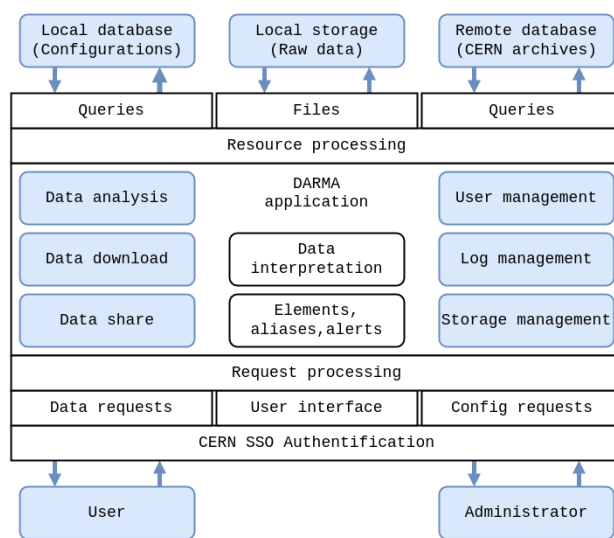 Local database
(Configurations)
Local storage
(Raw data)
Remote database
(CERN archives)
Queries
Files
Queries
Resource processing
Data analysis
DARMA
application
User management
Data download
Data
interpretation
Log management
Data share
Elements,
aliases,alerts
Storage management
Request processing
Data requests
User interface
Config requests
CERN SSO Authentification
User
Administrator